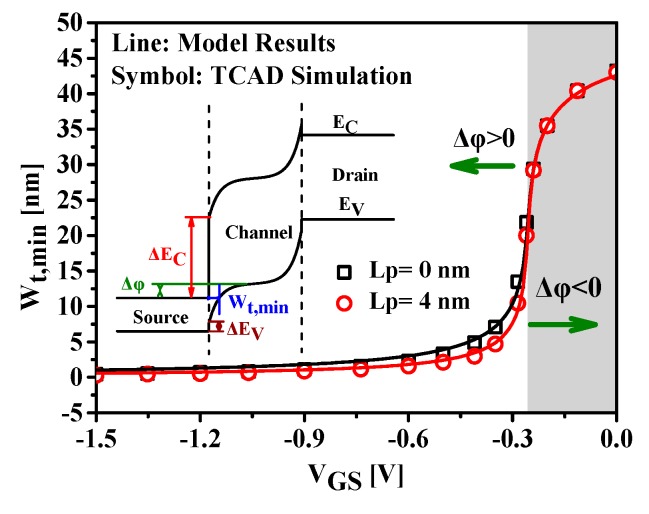 Line: Model Results
Symbol: TCAD Simulation
50
45
40
35
30
25
20
15
10
5
0
-5
W_t,min [nm]
E_C
Drain
E_V
Channel
ΔE_C
Δφ
W_t,min
Source
ΔE_V
Δφ>0
Lp= 0 nm
Lp= 4 nm
Δφ<0
-1.5 -1.2 -0.9 -0.6 -0.3 0.0
V_GS [V]